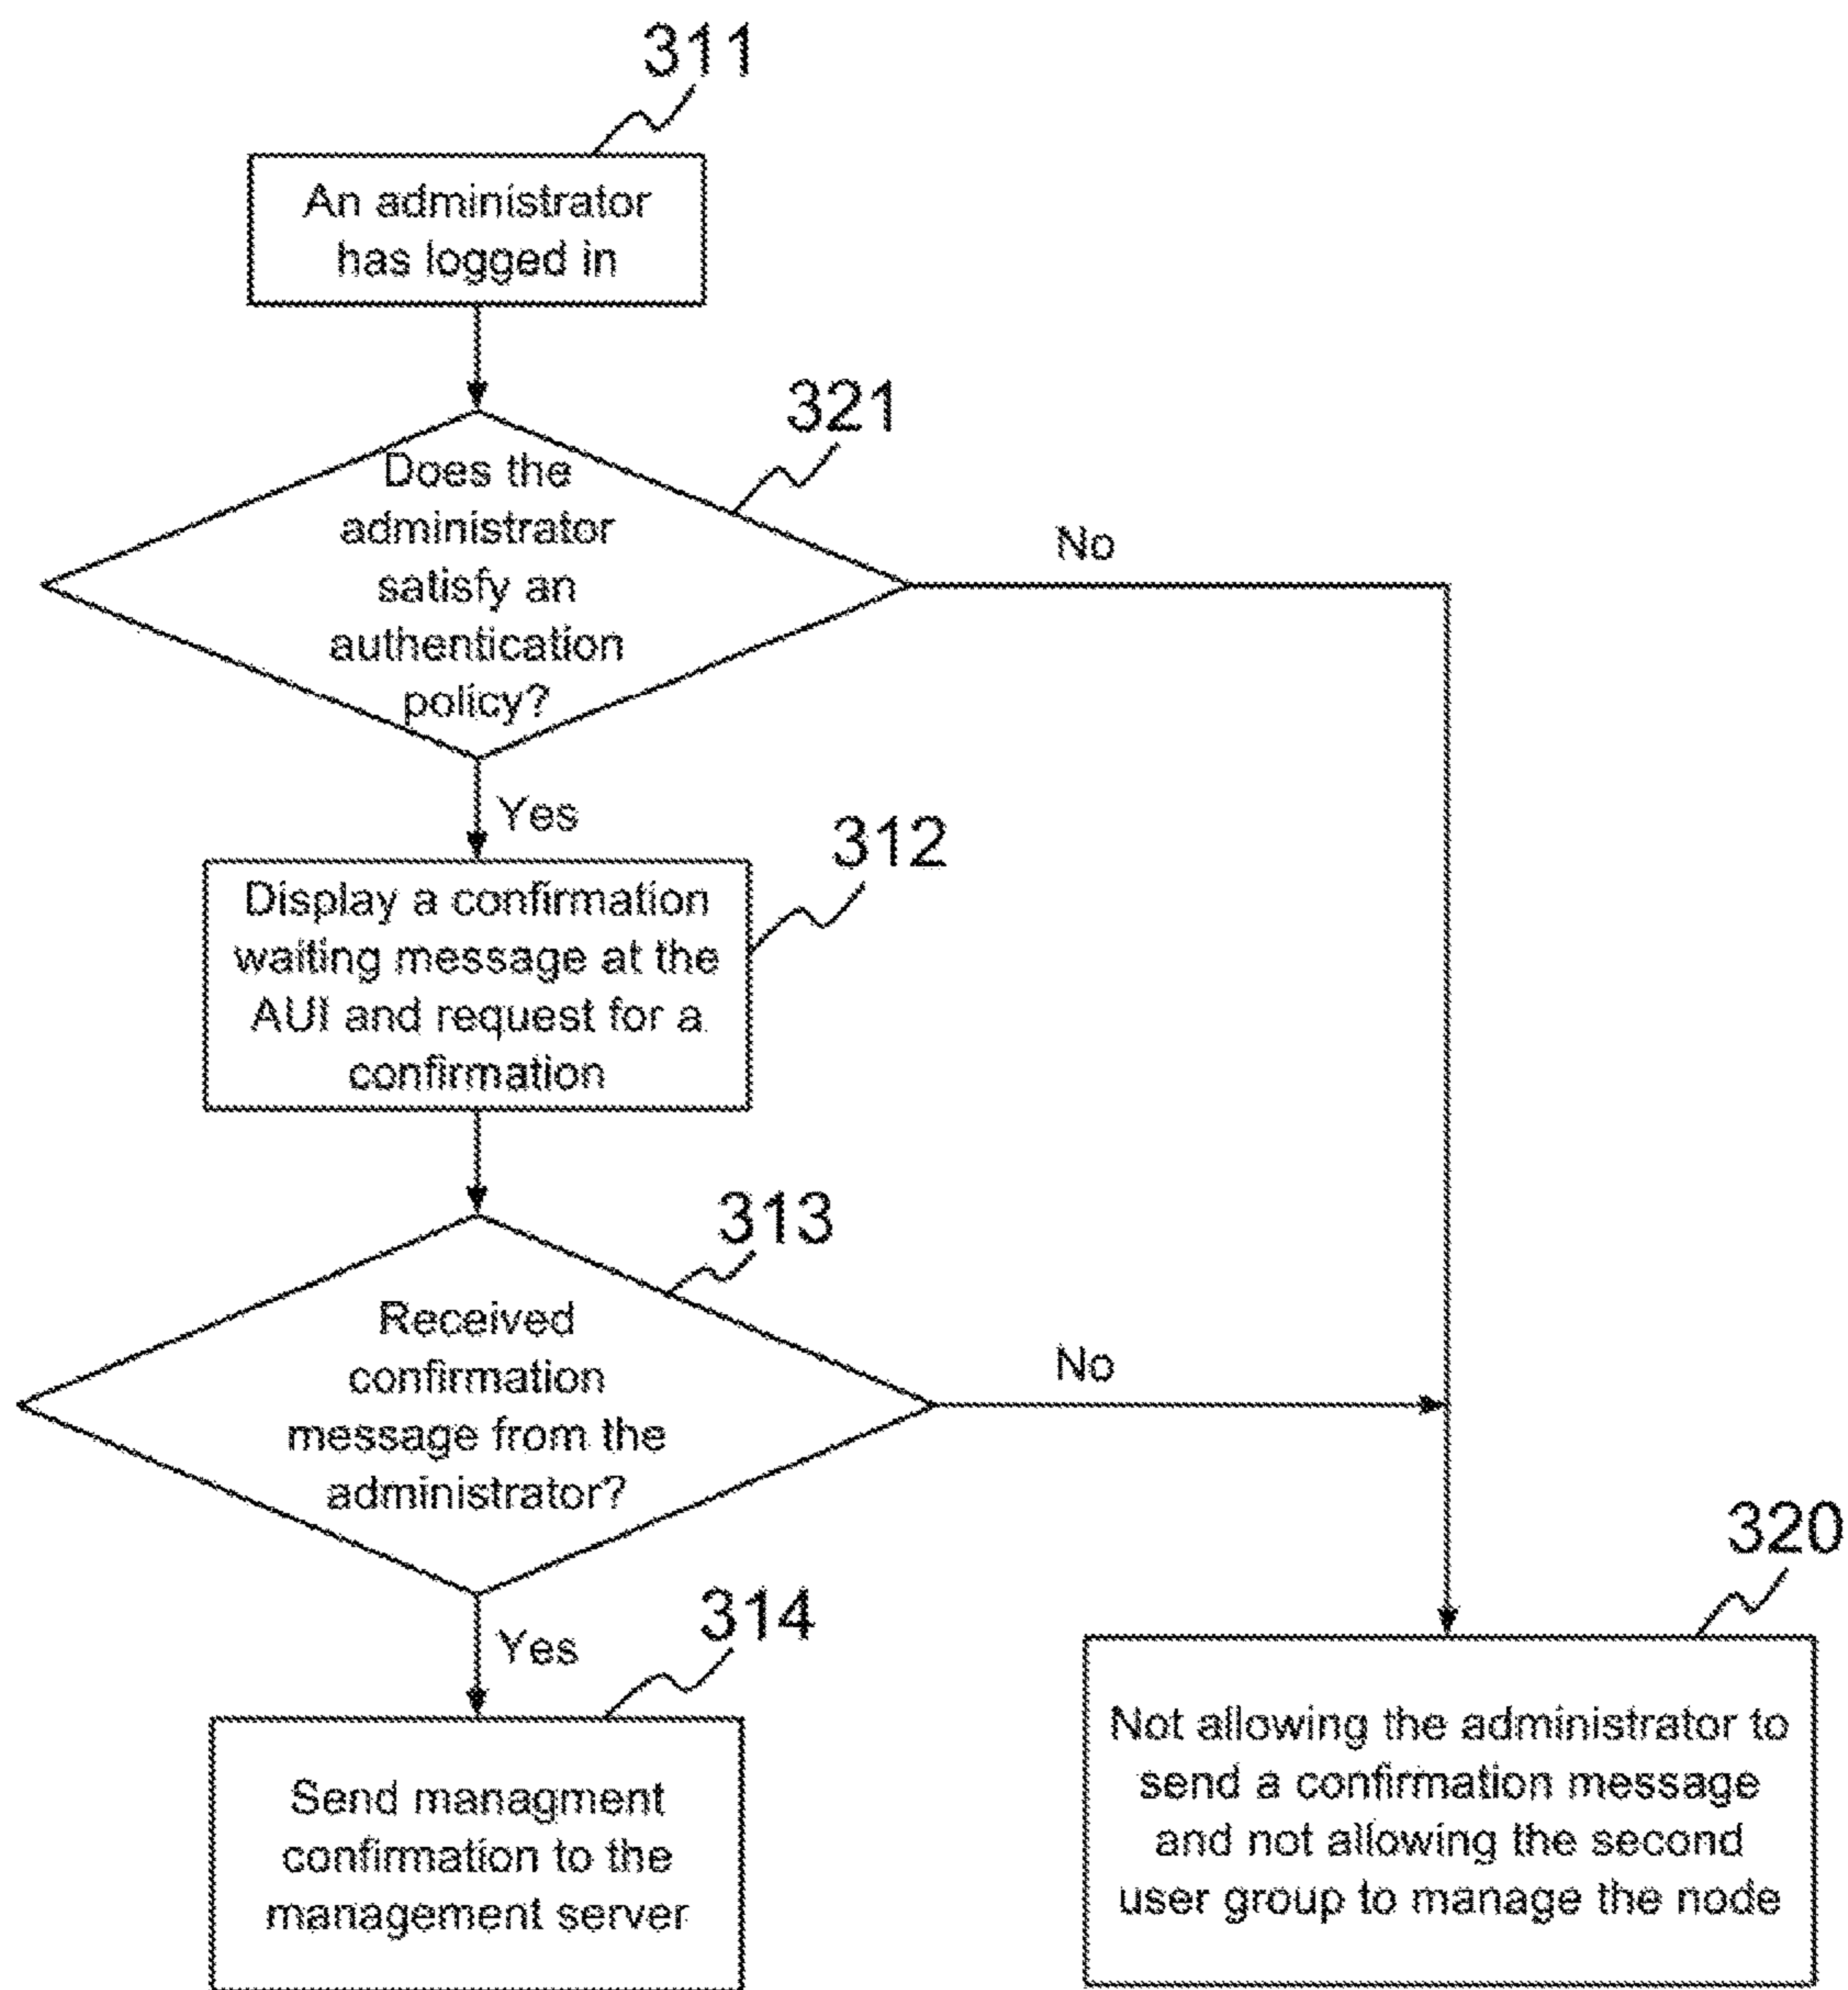 311
An administrator
has logged in
321
Does the
administrator
satisfy an
authentication
policy?
No
Yes
312
Display a confirmation
waiting message at the
AUI and request for a
confirmation
313
Received
confirmation
message from the
administrator?
No
Yes
314
Send managment
confirmation to the
management server
320
Not allowing the administrator to
send a confirmation message
and not allowing the second
user group to manage the node